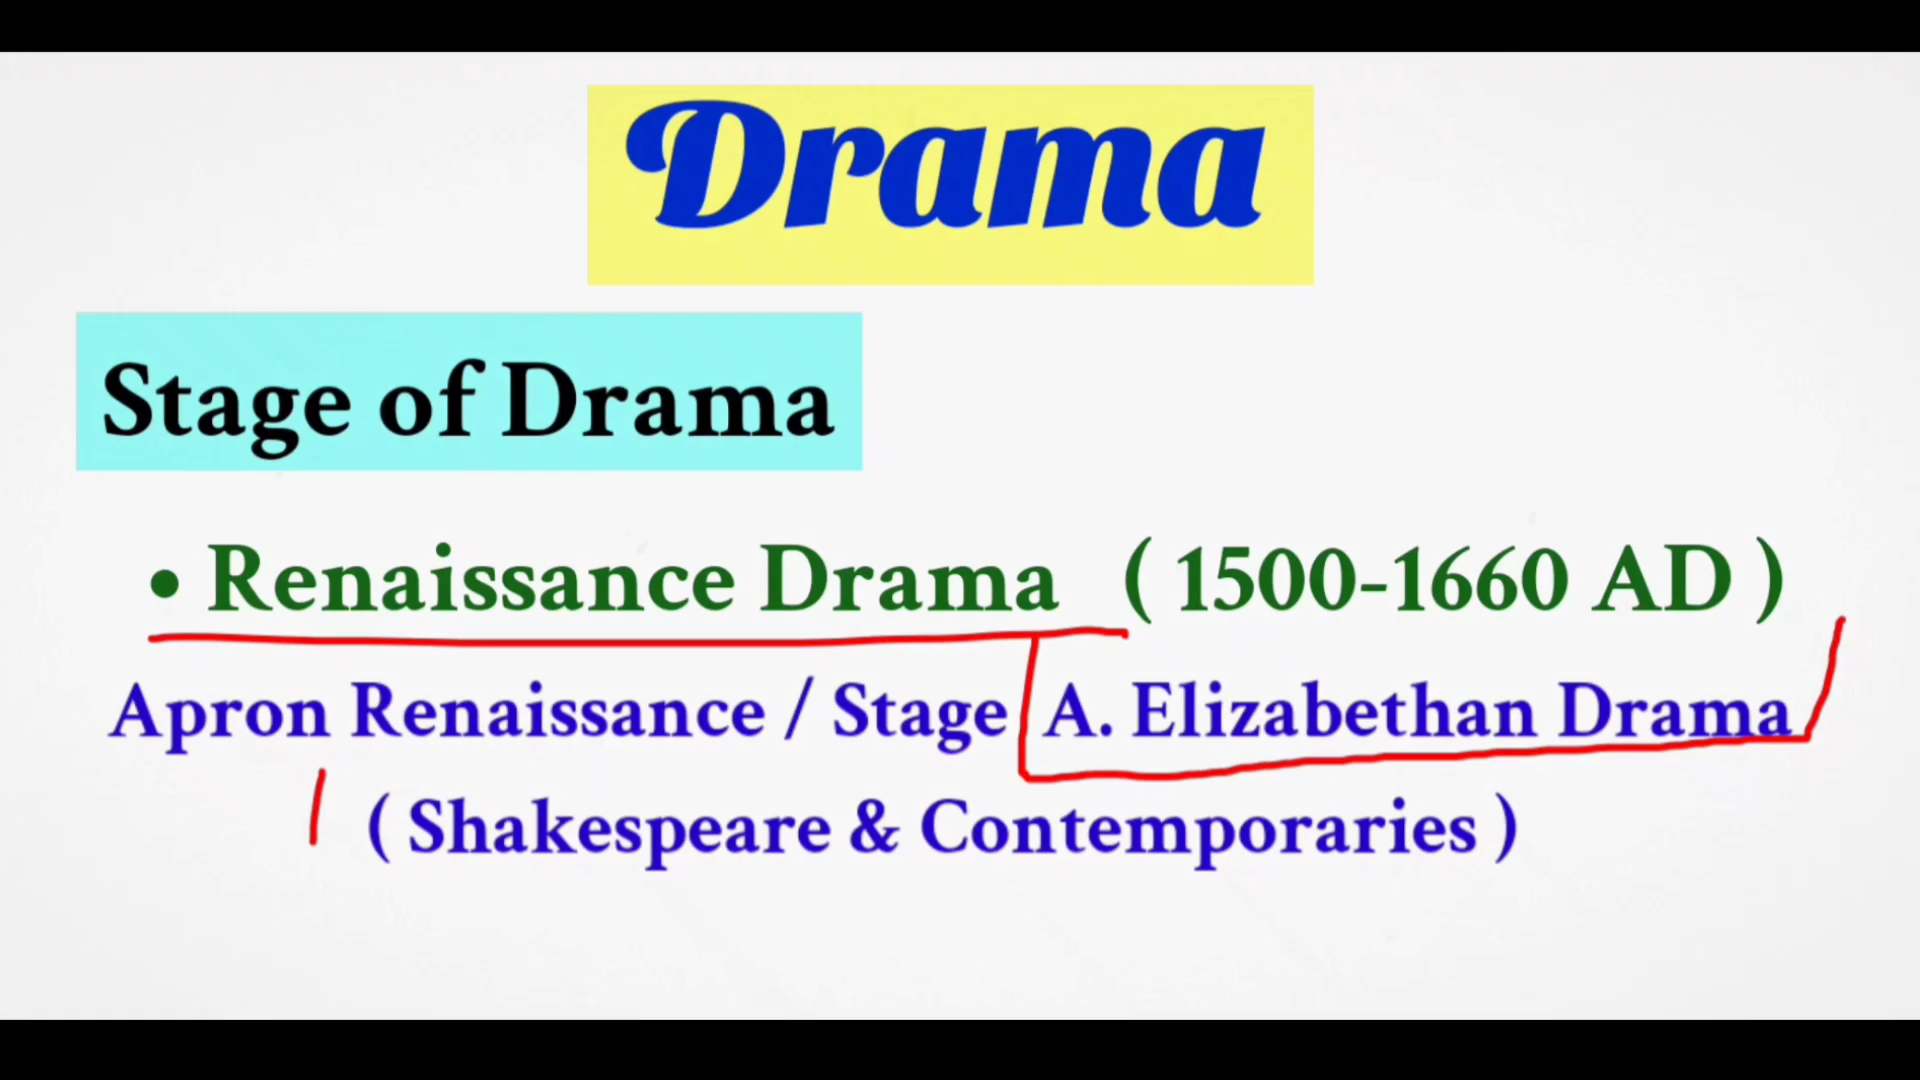 Drama
Stage of Drama
• Renaissance Drama ( 1500-1660 AD )
Apron Renaissance / Stage A. Elizabethan Drama
( Shakespeare & Contemporaries )